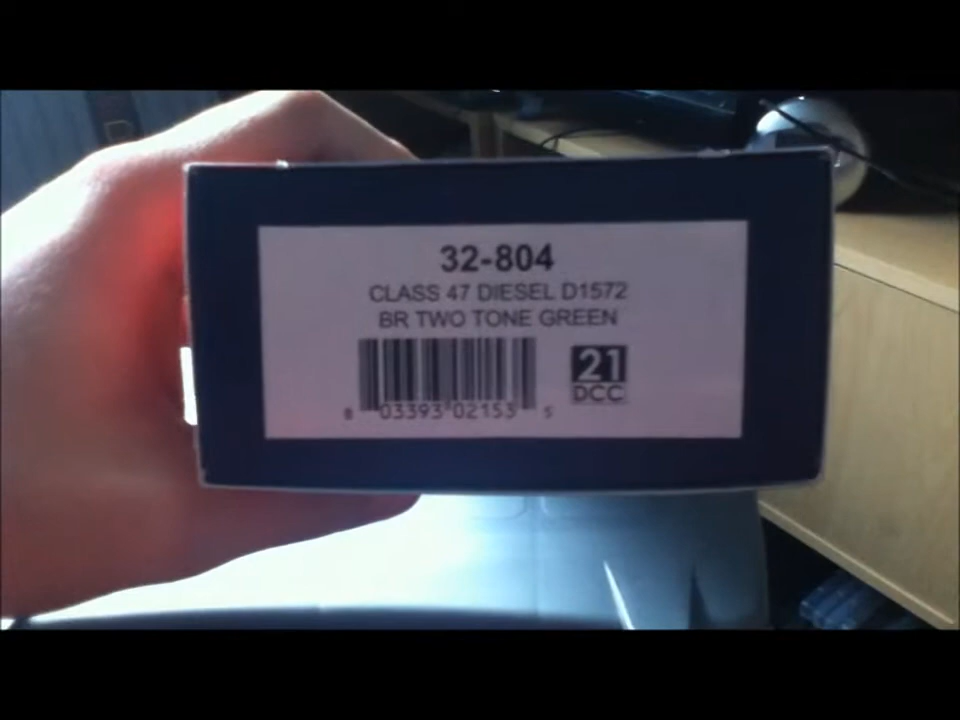 32-804
CLASS 47 DIESEL D1572
BR TWO TONE GREEN
21
DCC
8 03393 02153 5